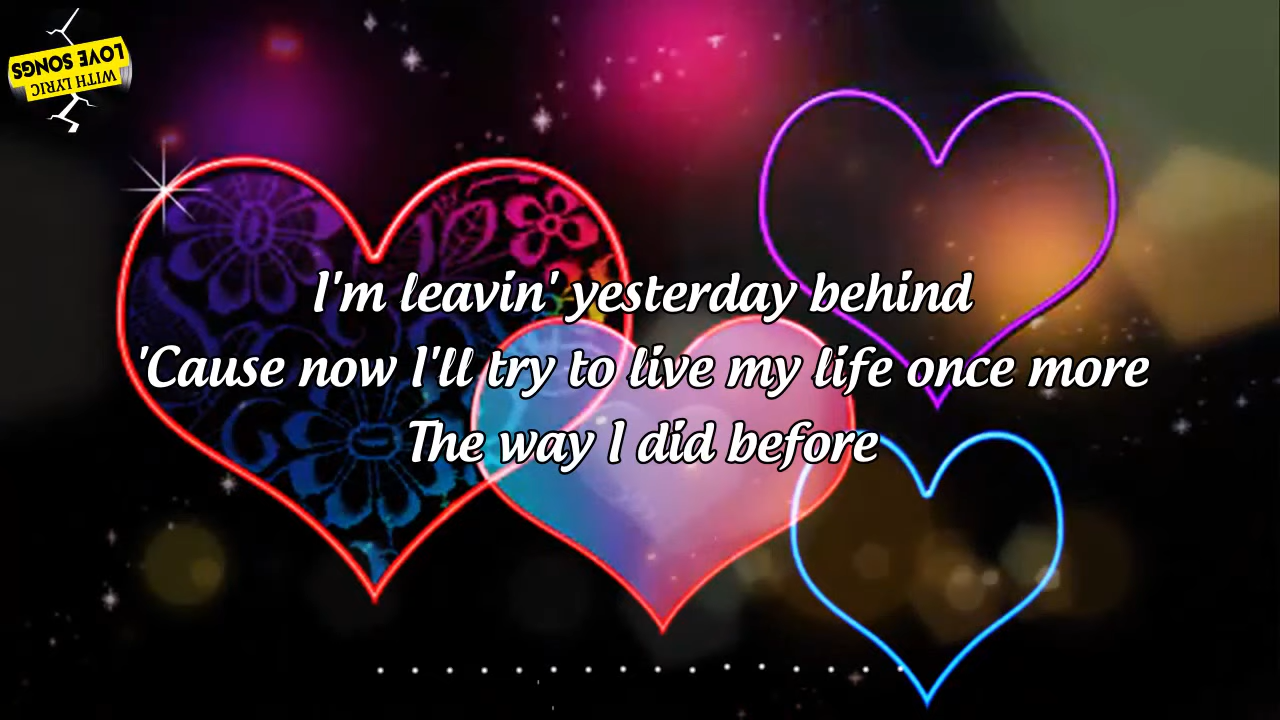 LOVE SONGS
WITH LYRIC
I'm leavin' yesterday behind
'Cause now I'll try to live my life once more
The way I did before